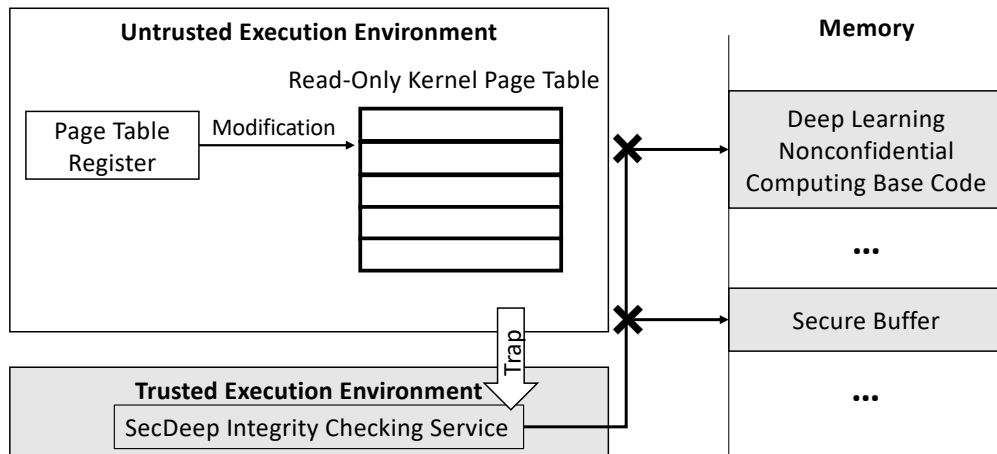 Untrusted Execution Environment
Read-Only Kernel Page Table
Page Table
Register
Modification
Trap
Trusted Execution Environment
SecDeep Integrity Checking Service
Memory
Deep Learning
Nonconfidential
Computing Base Code
...
Secure Buffer
...